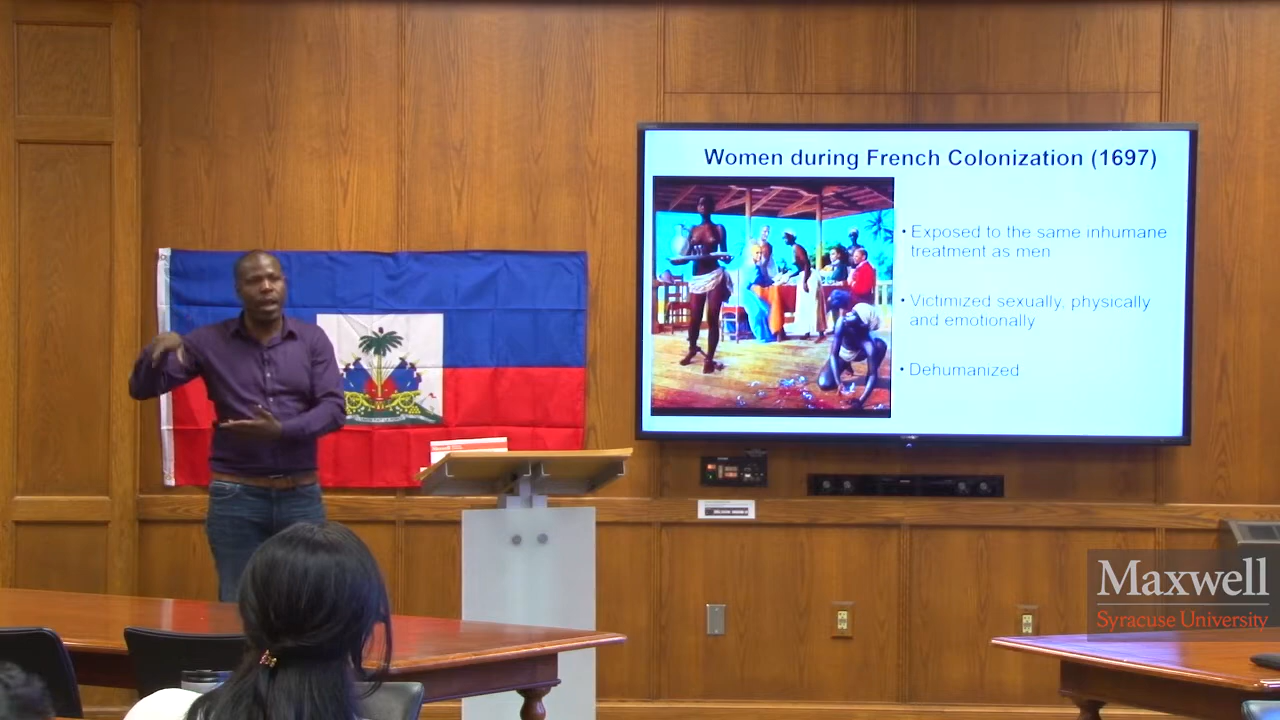 Women during French Colonization (1697)
• Exposed to the same inhumane
treatment as men
• Victimized sexually, physically
and emotionally
• Dehumanized
Maxwell
Syracuse University